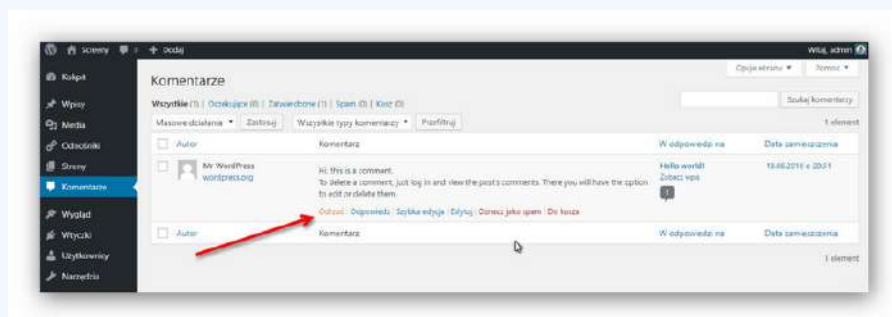 Dodaj
Witaj, admin
Kokpit
Wpisy
Media
Odnośniki
Strony
Komentarze
Wygląd
Wtyczki
Użytkownicy
Narzędzia
Opcje ekranu
Pomoc
Komentarze
Wszystkie (1) | Oczekujące (0) | Zatwierdzone (1) | Spam (0) | Kosz (0)
Szukaj komentarzy
Masowe działania
Zastosuj
Wszystkie typy komentarzy
Przefiltruj
1 element
Autor
Komentarz
W odpowiedzi na
Data zamieszczenia
Mr WordPress
wordpress.org
Hi, this is a comment.
To delete a comment, just log in and view the post's comments. There you will have the option
to edit or delete them.
Odrzuć | Odpowiedz | Szybka edycja | Edytuj | Oznacz jako spam | Do kosza
Hello world!
Zobacz wpis
1
Autor
Komentarz
W odpowiedzi na
Data zamieszczenia
1 element